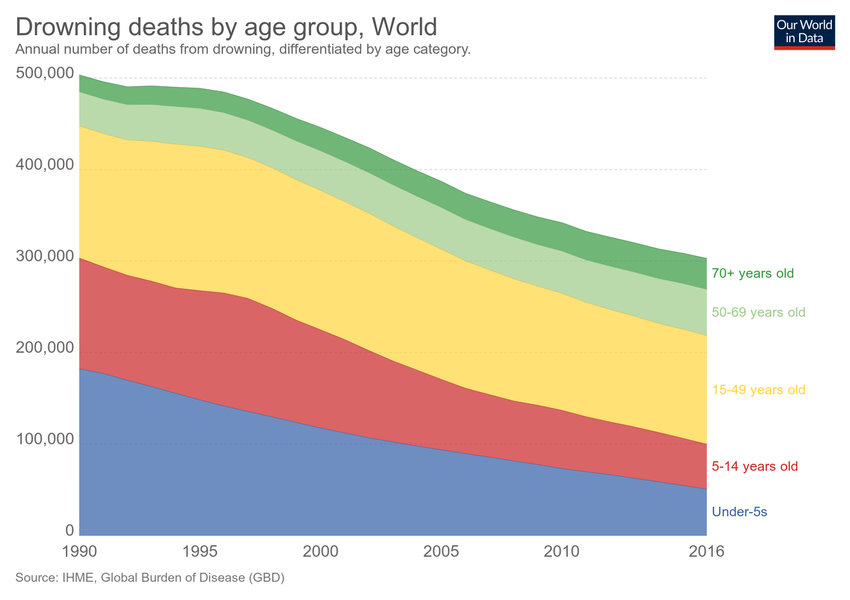 Drowning deaths by age group, World
Annual number of deaths from drowning, differentiated by age category.
Our World
in Data
500,000
400,000
300,000
200,000
100,000
0
70+ years old
50-69 years old
15-49 years old
5-14 years old
Under-5s
1990
1995
2000
2005
2010
2016
Source: IHME, Global Burden of Disease (GBD)